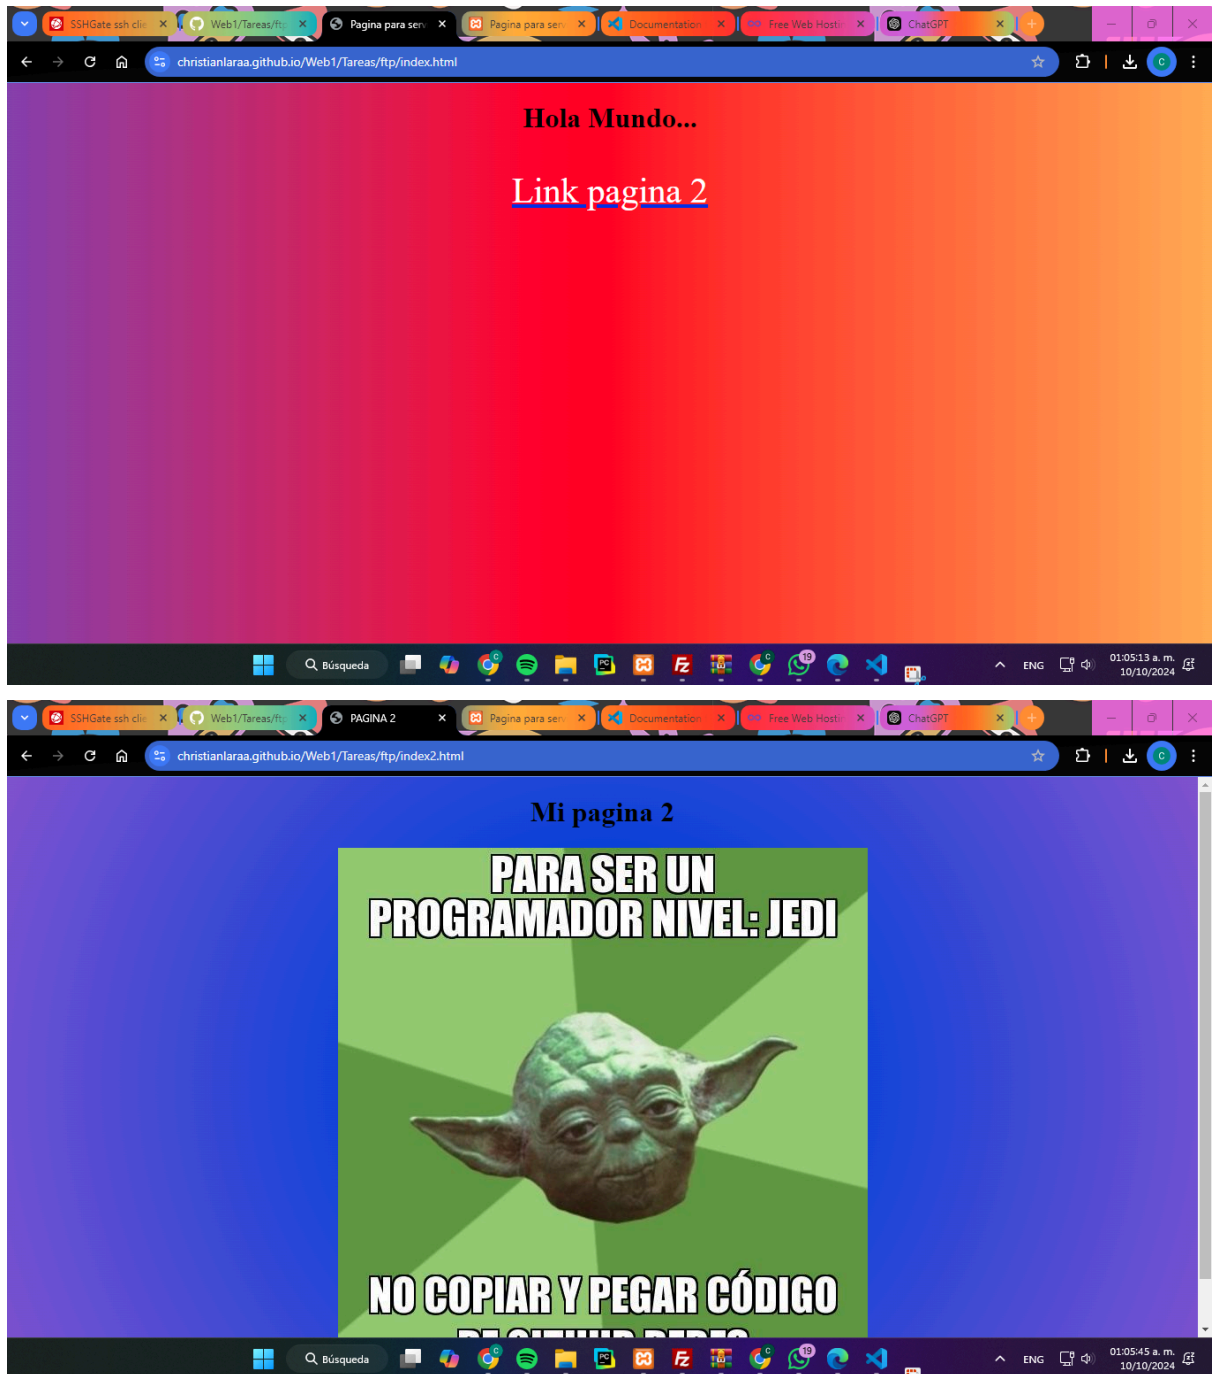 SSHGate ssh clie
Web1/Tareas/ftp
Pagina para serv
Pagina para serv
Documentation
Free Web Hostin
ChatGPT
christianlaraa.github.io/Web1/Tareas/ftp/index.html
C
Hola Mundo...
Link pagina 2
Búsqueda
19
ENG
01:05:13 a. m.
10/10/2024
SSHGate ssh clie
Web1/Tareas/ftp
PAGINA 2
Pagina para serv
Documentation
Free Web Hostin
ChatGPT
christianlaraa.github.io/Web1/Tareas/ftp/index2.html
C
Mi pagina 2
PARA SER UN
PROGRAMADOR NIVEL: JEDI
NO COPIAR Y PEGAR CÓDIGO
Búsqueda
19
ENG
01:05:45 a. m.
10/10/2024